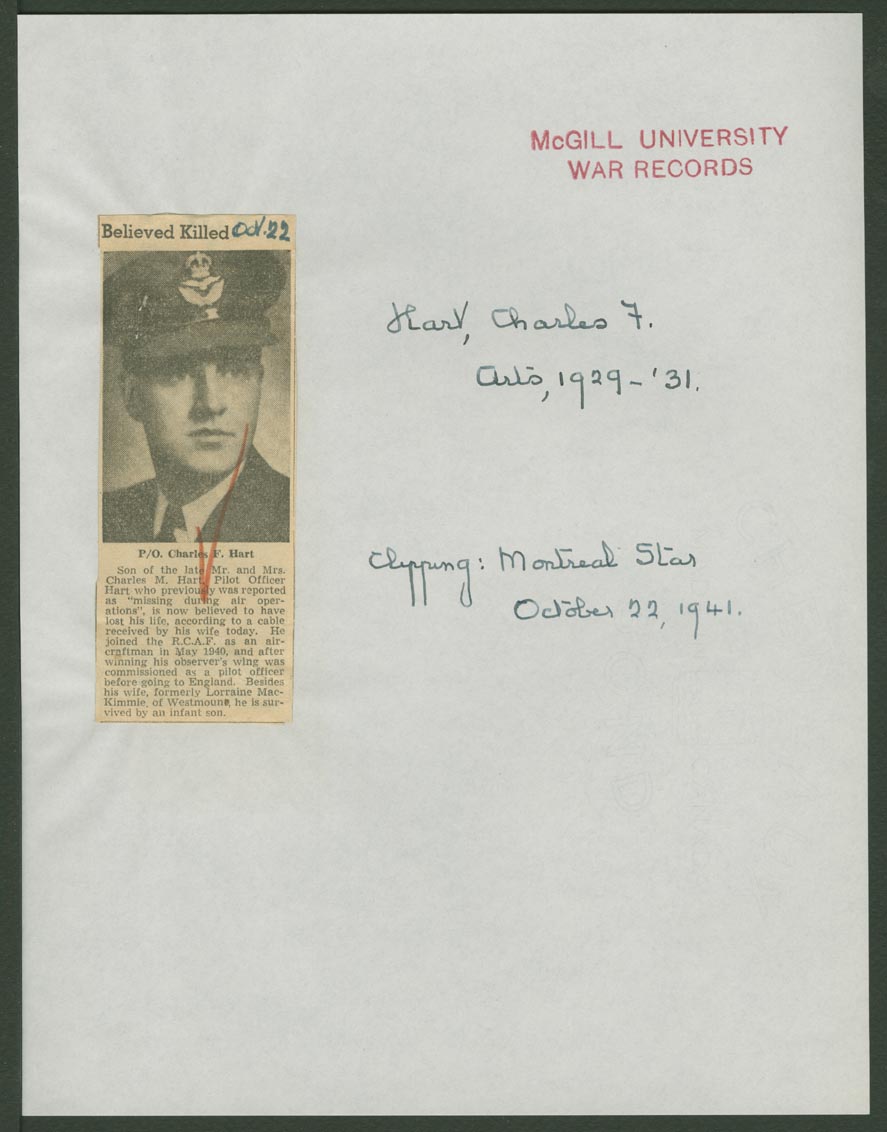 McGILL UNIVERSITY
WAR RECORDS
Believed Killed Oct. 22
Hart, Charles F.
Arts, 1929-'31.
P/O. Charles F. Hart
Son of the late Mr. and Mrs.
Charles M. Hart, Pilot Officer
Hart who previously was reported
as "missing during air oper-
ations", is now believed to have
lost his life, according to a cable
received by his wife today. He
joined the R.C.A.F. as an air-
craftman in May 1940, and after
winning his observer's wing was
commissioned as a pilot officer
before going to England. Besides
his wife, formerly Lorraine Mac-
Kimmie, of Westmount, he is sur-
vived by an infant son.
Clipping: Montreal Star
October 22, 1941.